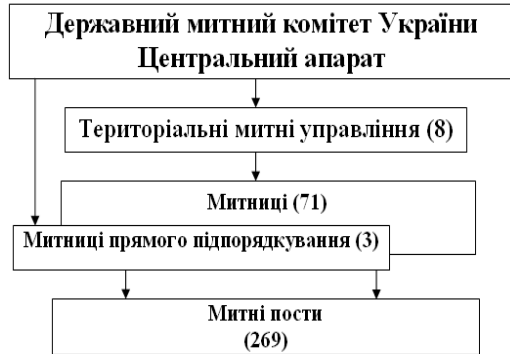 Державний митний комітет України
Центральний апарат
Територіальні митні управління (8)
Митниці (71)
Митниці прямого підпорядкування (3)
Митні пости
(269)